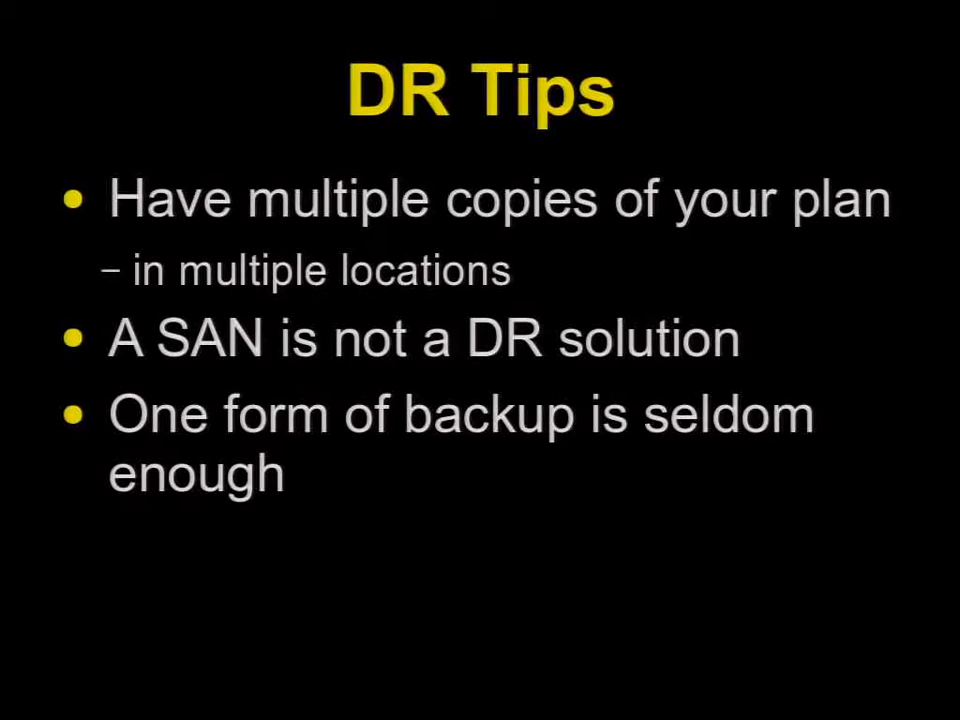 DR Tips
• Have multiple copies of your plan
– in multiple locations
• A SAN is not a DR solution
• One form of backup is seldom
enough